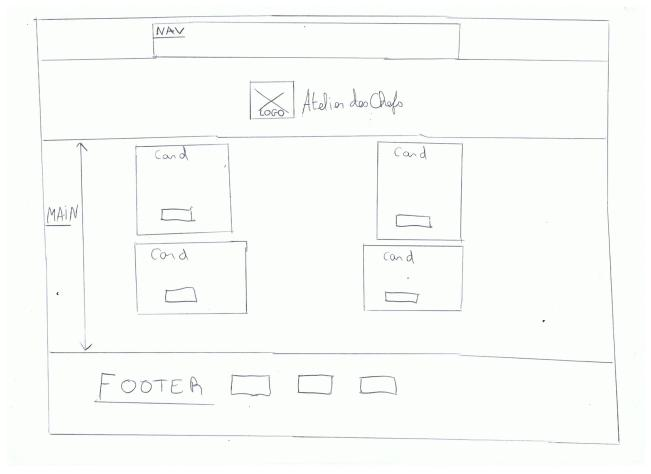 NAV
LOGO Atelier des Chefs
Card Card
MAIN
Card Card
FOOTER